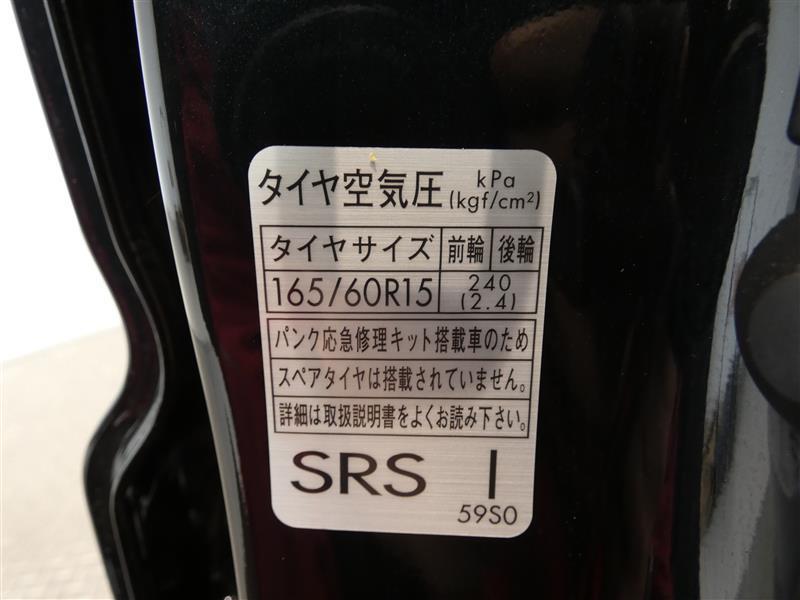 タイヤ空気圧 kPa
(kgf/cm²)
タイヤサイズ 前輪 後輪
165/60R15 240
(2.4)
パンク応急修理キット搭載車のため
スペアタイヤは搭載されていません。
詳細は取扱説明書をよくお読み下さい。
SRS I
59S0